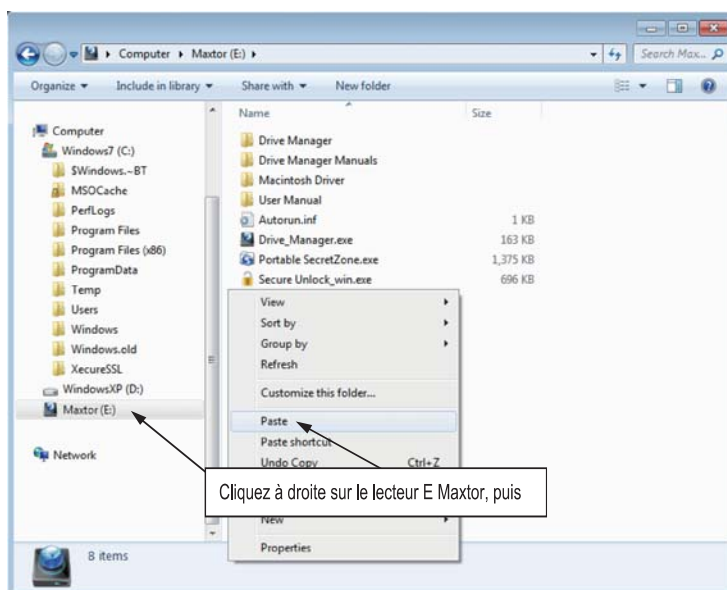 Computer ▸ Maxtor (E:) ▸
Search Max...
Organize Include in library Share with New folder
Name Size
Computer
Windows7 (C:)
$Windows.~BT
MSOCache
PerfLogs
Program Files
Program Files (x86)
ProgramData
Temp
Users
Windows
Windows.old
XecureSSL
WindowsXP (D:)
Maxtor (E:)
Network
Drive Manager
Drive Manager Manuals
Macintosh Driver
User Manual
Autorun.inf 1 KB
Drive_Manager.exe 163 KB
Portable SecretZone.exe 1,375 KB
Secure Unlock_win.exe 696 KB
View
Sort by
Group by
Refresh
Customize this folder...
Paste
Paste shortcut
Undo Copy Ctrl+Z
Cliquez à droite sur le lecteur E Maxtor, puis
New
Properties
8 items